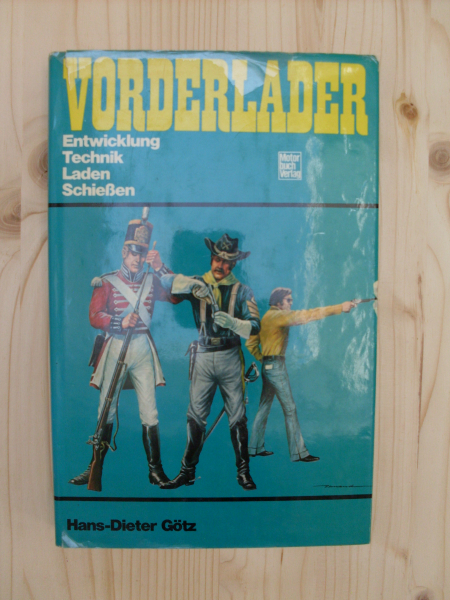 VORDERLADER
Entwicklung
Technik
Laden
Schießen
Motor
buch
Verlag
Hans-Dieter Götz